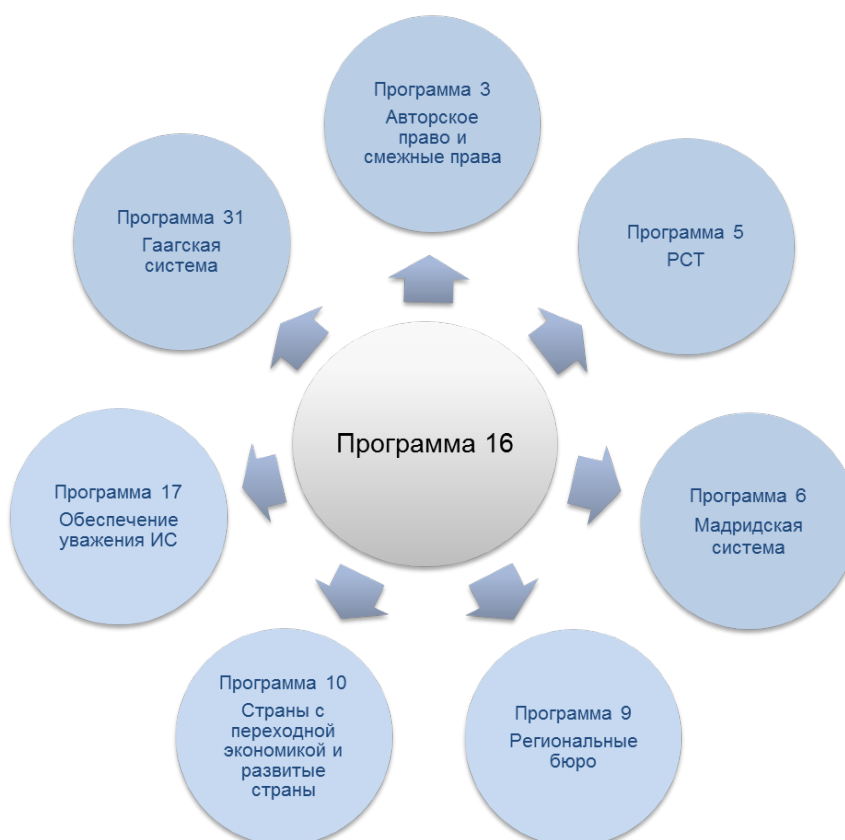 Программа 3
Авторское
право и
смежные права
Программа 31
Гаагская
система
Программа 5
РСТ
Программа 16
Программа 17
Обеспечение
уважения ИС
Программа 6
Мадридская
система
Программа 10
Страны с
переходной
экономикой и
развитые
страны
Программа 9
Региональные
бюро